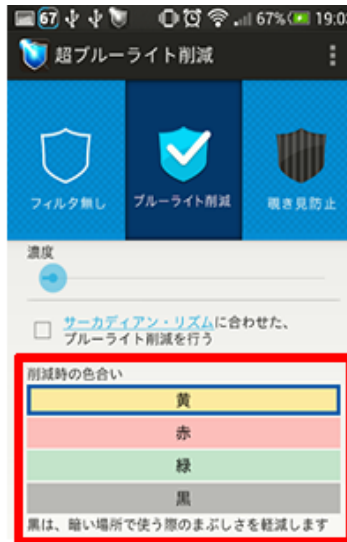 67 67% 19:0
超ブルーライト削減
フィルタ無し ブルーライト削減 覗き見防止
濃度
サーカディアン・リズムに合わせた、
ブルーライト削減を行う
削減時の色合い
黄
赤
緑
黒
黒は、暗い場所で使う際のまぶしさを軽減します